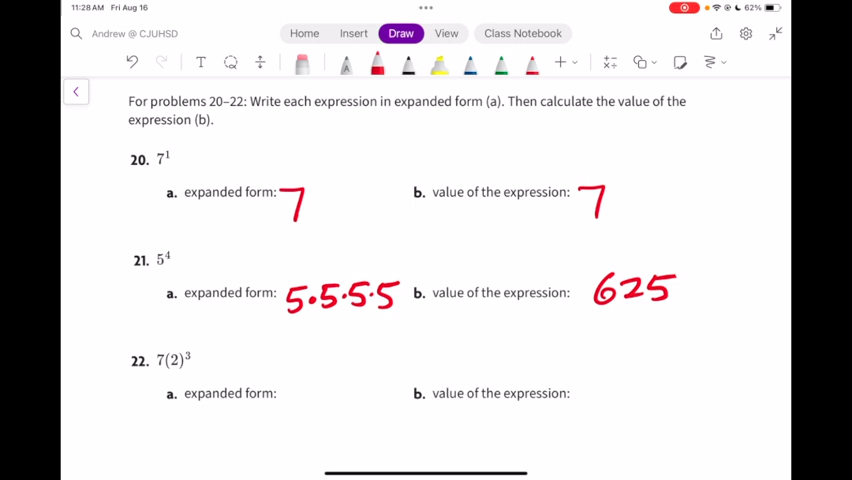 11:28 AM Fri Aug 16
62%
Andrew @ CJUHSD
Home Insert Draw View Class Notebook
For problems 20–22: Write each expression in expanded form (a). Then calculate the value of the
expression (b).
20. 7¹
a. expanded form: 7 b. value of the expression: 7
21. 5⁴
a. expanded form: 5·5·5·5 b. value of the expression: 625
22. 7(2)³
a. expanded form: b. value of the expression: